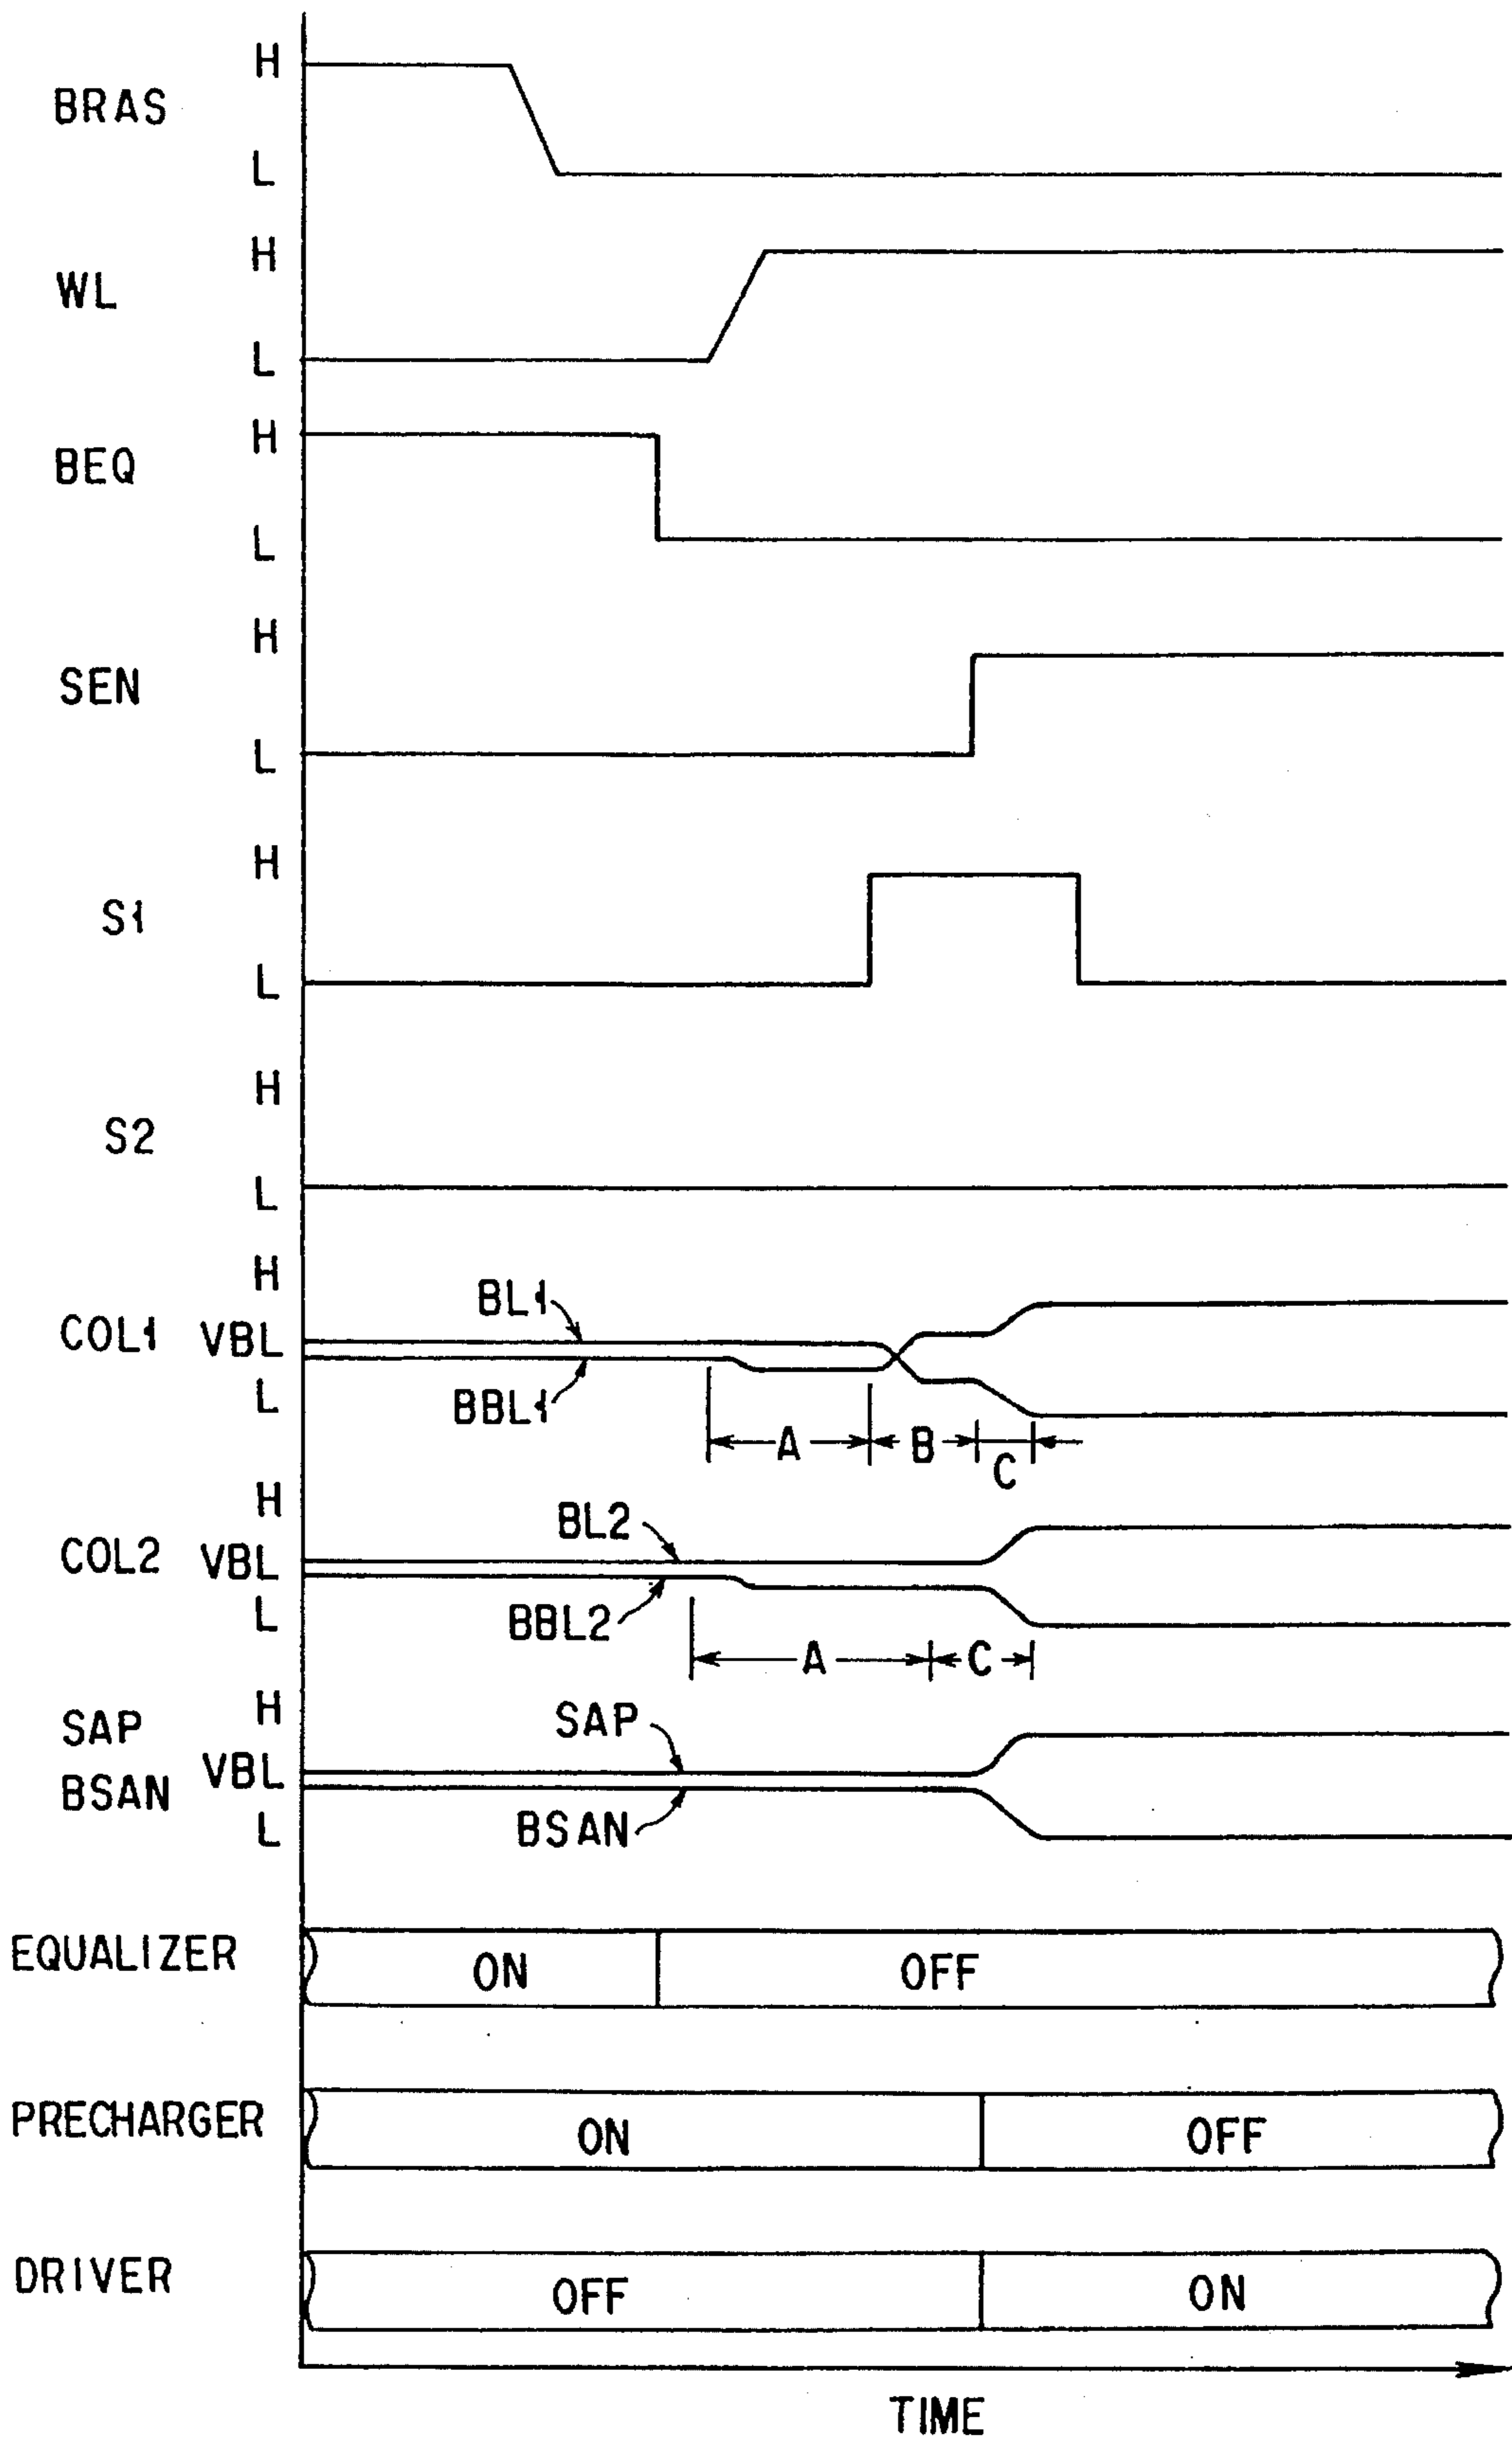 H
BRAS
L
H
WL
L
H
BEQ
L
H
SEN
L
H
S1
L
H
S2
L
H
BL1
COL1 VBL
L
BBL1
A B C
H
BL2
COL2 VBL
L
BBL2
A C
H
SAP SAP
VBL
BSAN
L
BSAN
EQUALIZER ON OFF
PRECHARGER ON OFF
DRIVER OFF ON
TIME